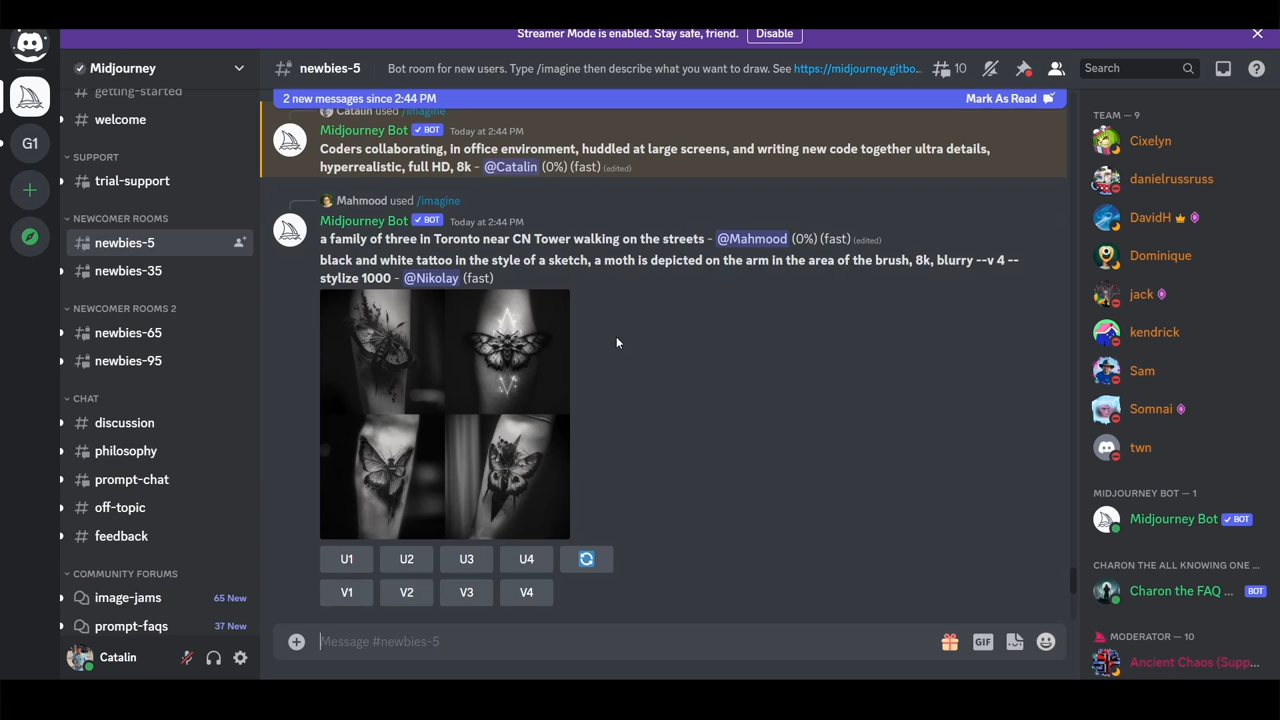 Streamer Mode is enabled. Stay safe, friend. Disable
Midjourney
getting-started
welcome
G1
SUPPORT
trial-support
NEWCOMER ROOMS
newbies-5
newbies-35
NEWCOMER ROOMS 2
newbies-65
newbies-95
CHAT
discussion
philosophy
prompt-chat
off-topic
feedback
COMMUNITY FORUMS
image-jams 65 New
prompt-faqs 37 New
Catalin
newbies-5 Bot room for new users. Type /imagine then describe what you want to draw. See https://midjourney.gitbo... 10 Search
2 new messages since 2:44 PM Mark As Read
Catalin used /imagine
Midjourney Bot BOT Today at 2:44 PM
Coders collaborating, in office environment, huddled at large screens, and writing new code together ultra details,
hyperrealistic, full HD, 8k - @Catalin (0%) (fast) (edited)
Mahmood used /imagine
Midjourney Bot BOT Today at 2:44 PM
a family of three in Toronto near CN Tower walking on the streets - @Mahmood (0%) (fast) (edited)
black and white tattoo in the style of a sketch, a moth is depicted on the arm in the area of the brush, 8k, blurry --v 4 --
stylize 1000 - @Nikolay (fast)
U1 U2 U3 U4
V1 V2 V3 V4
Message #newbies-5
GIF
TEAM — 9
Cixelyn
danielrussruss
DavidH
Dominique
jack
kendrick
Sam
Somnai
twn
MIDJOURNEY BOT — 1
Midjourney Bot BOT
CHARON THE ALL KNOWING ONE ...
Charon the FAQ ... BOT
MODERATOR — 10
Ancient Chaos (Supp...